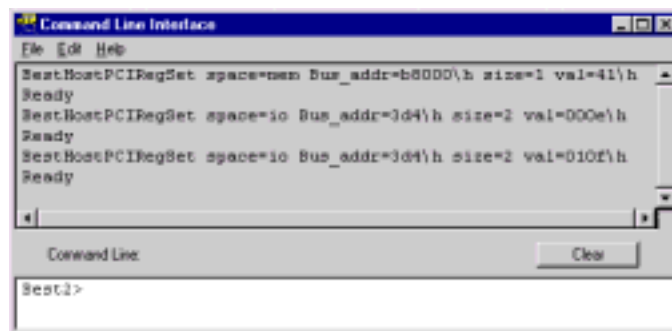 Command Line Interface
File Edit Help
BestHostPCIRegSet space=mem Bus_addr=b8000\h size=1 val=41\h
Ready
BestHostPCIRegSet space=io Bus_addr=3d4\h size=2 val=000e\h
Ready
BestHostPCIRegSet space=io Bus_addr=3d4\h size=2 val=010f\h
Ready
Command Line:
Clear
Best2>